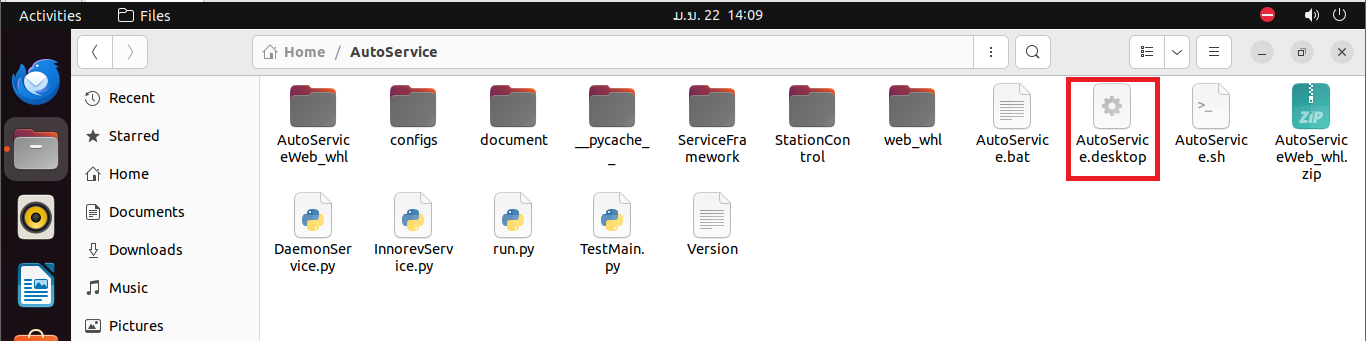 Activities
Files
ม.ย. 22 14:09
Home / AutoService
Recent
Starred
Home
Documents
Downloads
Music
Pictures
AutoServic
eWeb_whl
configs
document
__pycache_
_
ServiceFra
mework
StationCon
trol
web_whl
AutoServic
e.bat
AutoServic
e.desktop
>_
AutoServic
e.sh
ZIP
AutoServic
eWeb_whl.
zip
DaemonSer
vice.py
InnorevServ
ice.py
run.py
TestMain.
py
Version